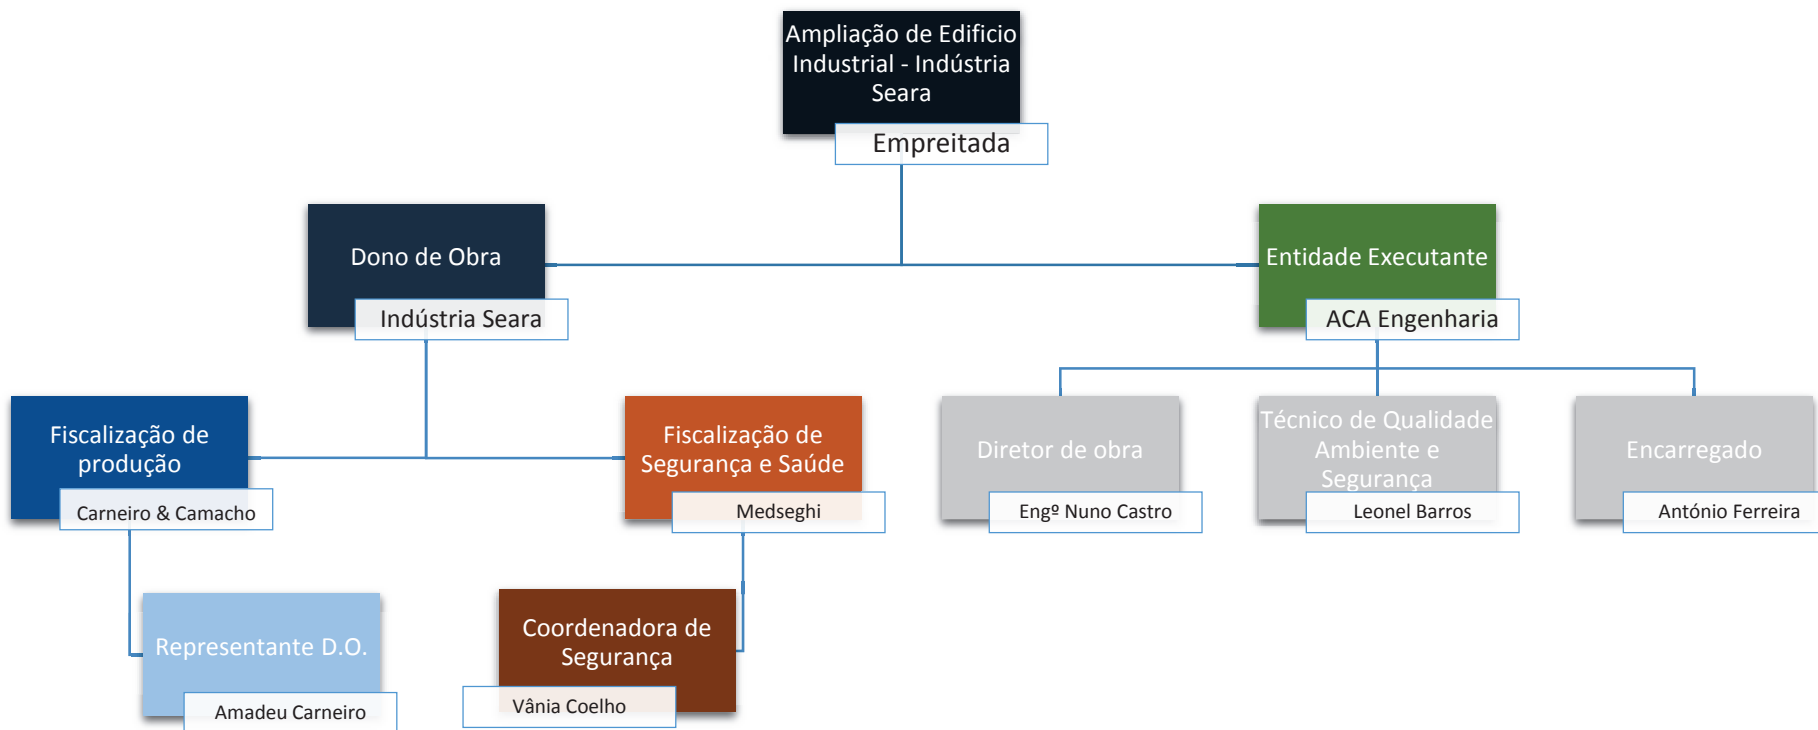 Ampliação de Edificio
Industrial - Indústria
Seara
Empreitada
Dono de Obra
Indústria Seara
Entidade Executante
ACA Engenharia
Fiscalização de
produção
Carneiro & Camacho
Fiscalização de
Segurança e Saúde
Medseghi
Diretor de obra
Engº Nuno Castro
Técnico de Qualidade
Ambiente e
Segurança
Leonel Barros
Encarregado
António Ferreira
Representante D.O.
Amadeu Carneiro
Coordenadora de
Segurança
Vânia Coelho